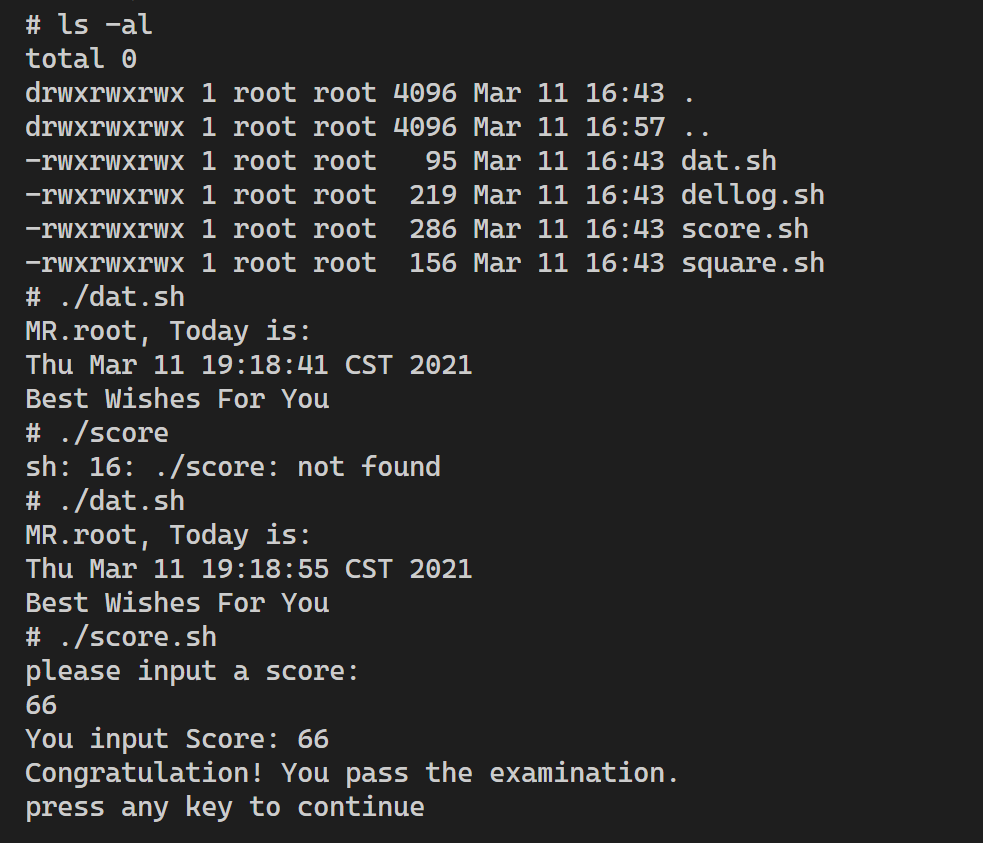 # ls -al
total 0
drwxrwxrwx 1 root root 4096 Mar 11 16:43 .
drwxrwxrwx 1 root root 4096 Mar 11 16:57 ..
-rwxrwxrwx 1 root root   95 Mar 11 16:43 dat.sh
-rwxrwxrwx 1 root root  219 Mar 11 16:43 dellog.sh
-rwxrwxrwx 1 root root  286 Mar 11 16:43 score.sh
-rwxrwxrwx 1 root root  156 Mar 11 16:43 square.sh
# ./dat.sh
MR.root, Today is:
Thu Mar 11 19:18:41 CST 2021
Best Wishes For You
# ./score
sh: 16: ./score: not found
# ./dat.sh
MR.root, Today is:
Thu Mar 11 19:18:55 CST 2021
Best Wishes For You
# ./score.sh
please input a score:
66
You input Score: 66
Congratulation! You pass the examination.
press any key to continue